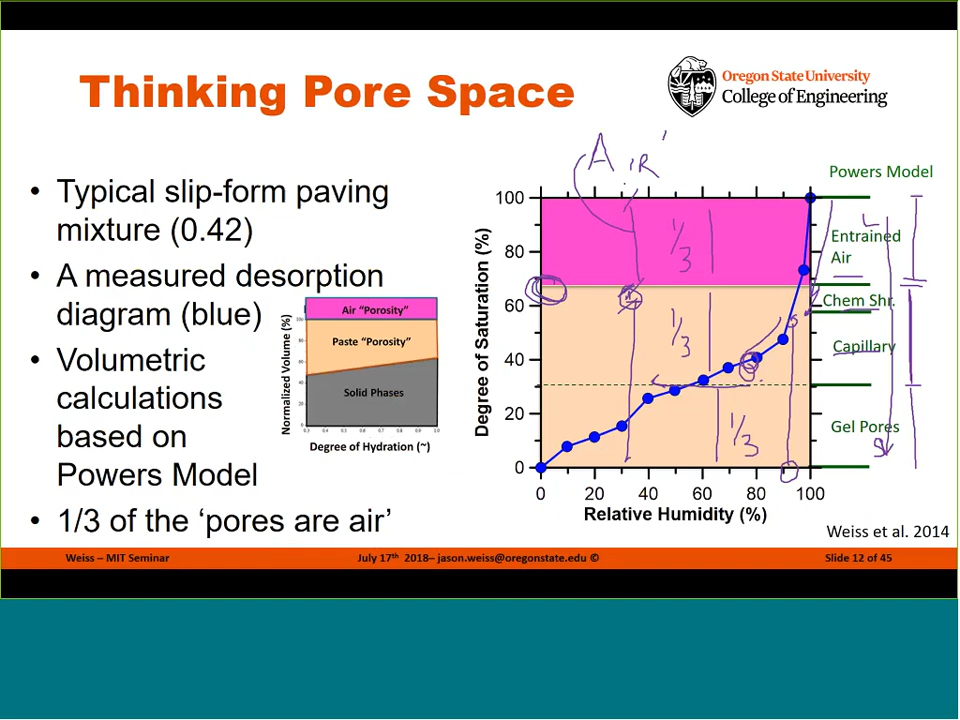 Thinking Pore Space
Oregon State University
College of Engineering
• Typical slip-form paving
mixture (0.42)
• A measured desorption
diagram (blue)
• Volumetric
calculations
based on
Powers Model
• 1/3 of the ‘pores are air’
Normalized Volume (%)
Air “Porosity”
Paste “Porosity”
Solid Phases
Degree of Hydration (~)
AIR
Degree of Saturation (%)
100
80
60
40
20
0
1/3
1/3
1/3
0 20 40 60 80 100
Relative Humidity (%)
Powers Model
Entrained
Air
Chem Shr.
Capillary
Gel Pores
L
S
Weiss et al. 2014
Weiss – MIT Seminar
July 17th 2018– jason.weiss@oregonstate.edu ©
Slide 12 of 45